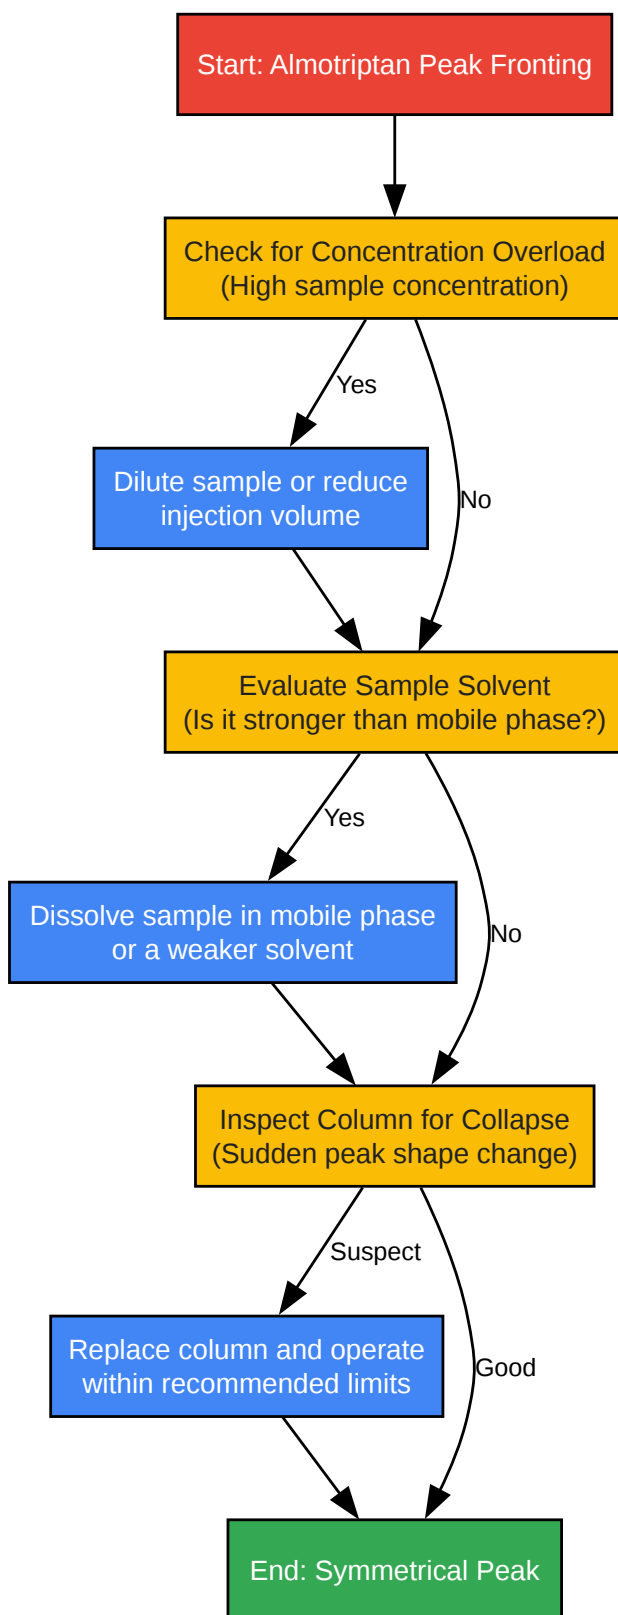 Start: Almotriptan Peak Fronting
Check for Concentration Overload
(High sample concentration)
Yes
Dilute sample or reduce
injection volume
No
Evaluate Sample Solvent
(Is it stronger than mobile phase?)
Yes
Dissolve sample in mobile phase
or a weaker solvent
No
Inspect Column for Collapse
(Sudden peak shape change)
Suspect
Replace column and operate
within recommended limits
Good
End: Symmetrical Peak